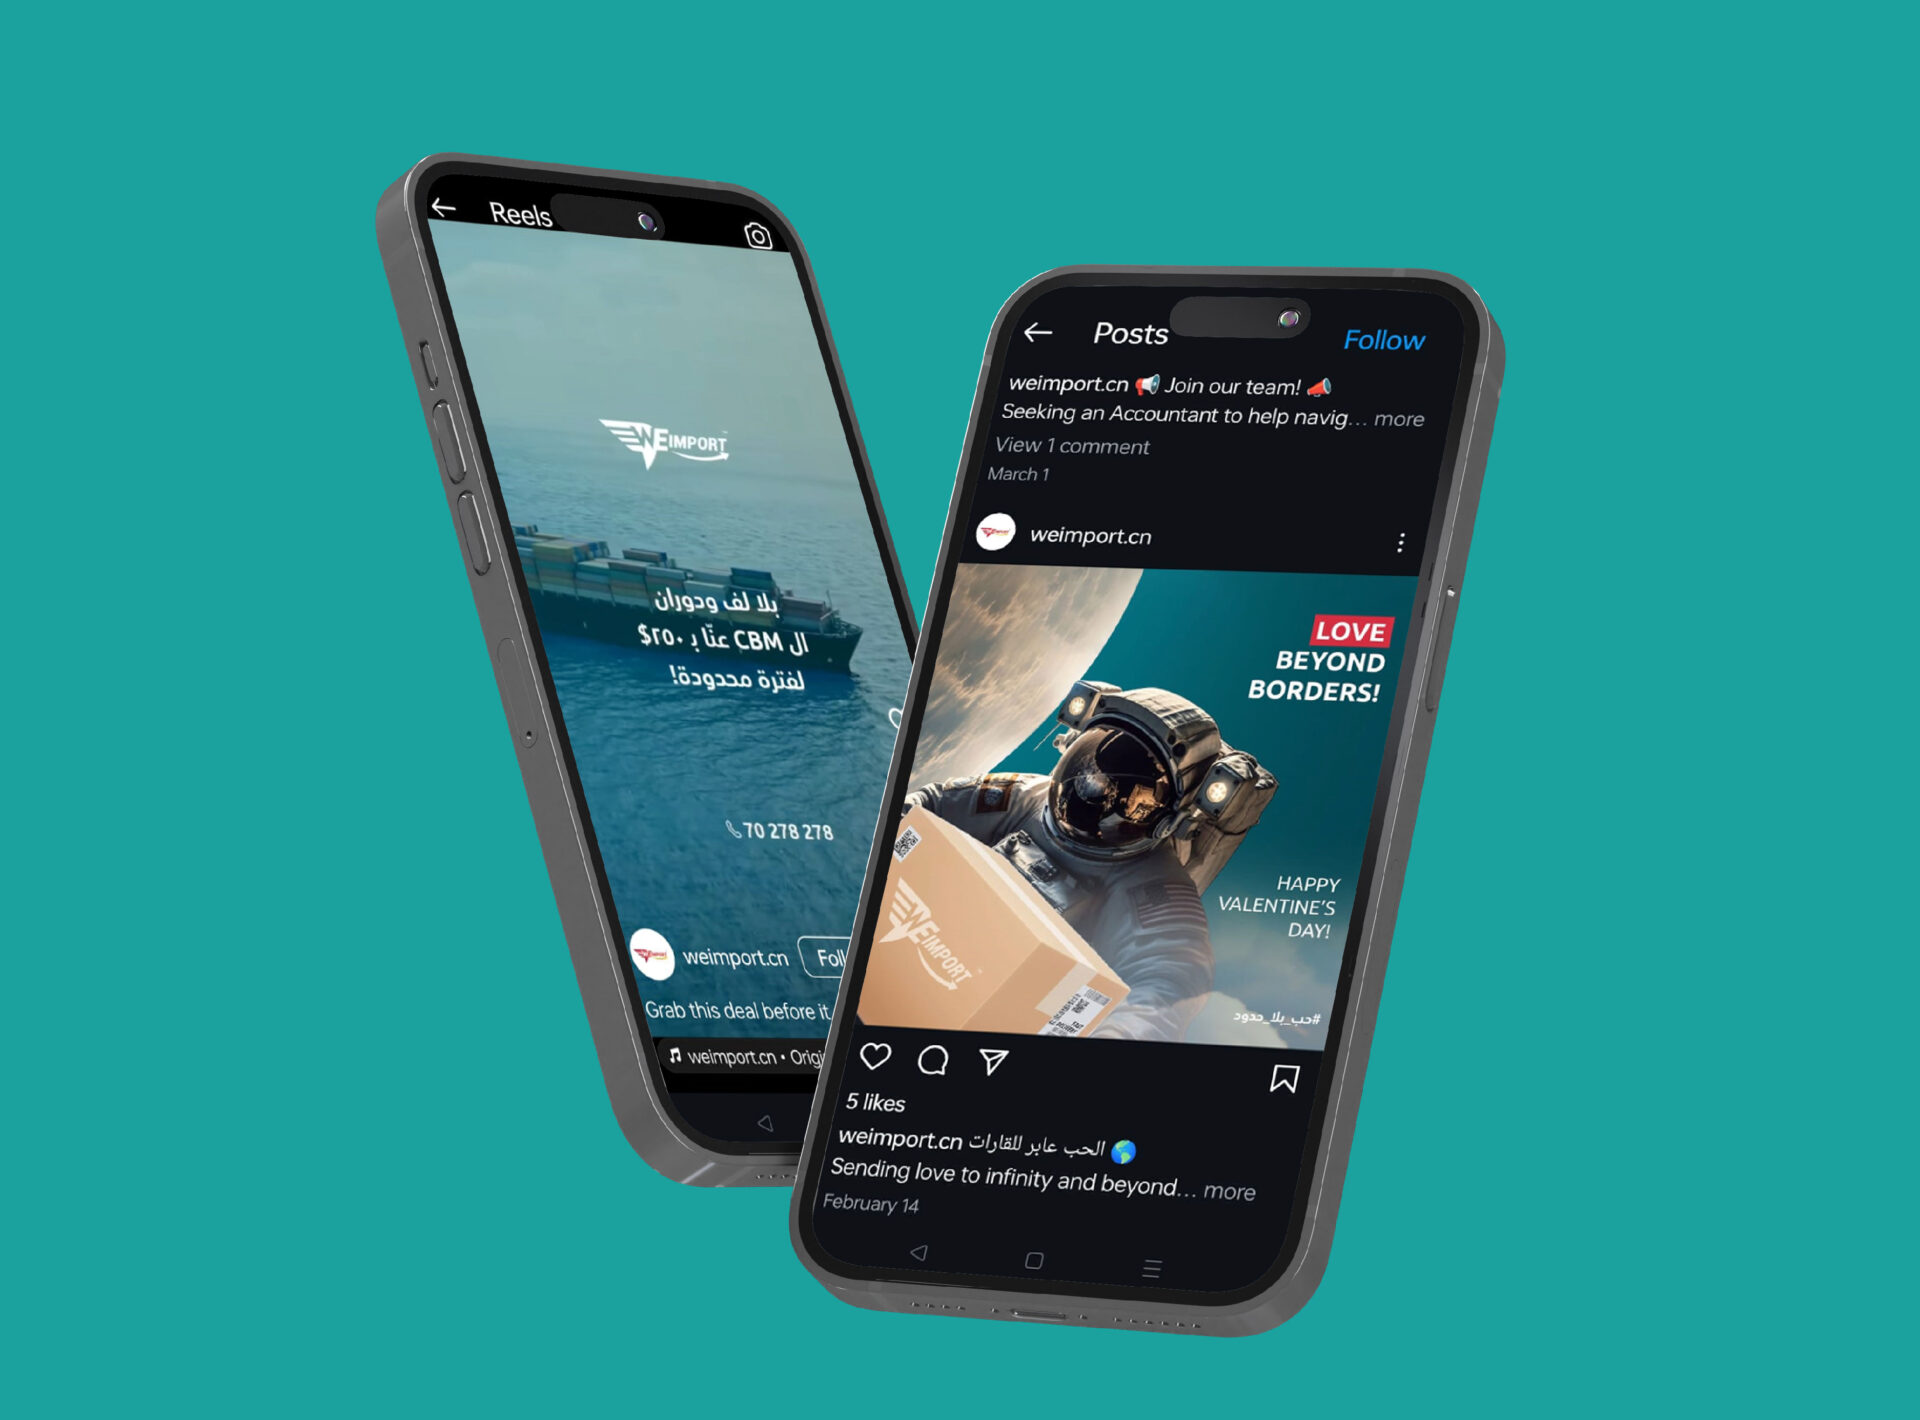 Reels
WEIMPORT
بلا لف ودوران
ال CBM عنّا بـ ٢٥٠$
لفترة محدودة!
70 278 278
weimport.cn
Foll
Grab this deal before it
weimport.cn • Origi
Posts
Follow
weimport.cn 📢 Join our team! 📣
Seeking an Accountant to help navig... more
View 1 comment
March 1
weimport.cn
LOVE
BEYOND
BORDERS!
WEIMPORT
HAPPY
VALENTINE'S
DAY!
#حب_بلا_حدود
5 likes
weimport.cn الحب عابر للقارات 🌎
Sending love to infinity and beyond... more
February 14